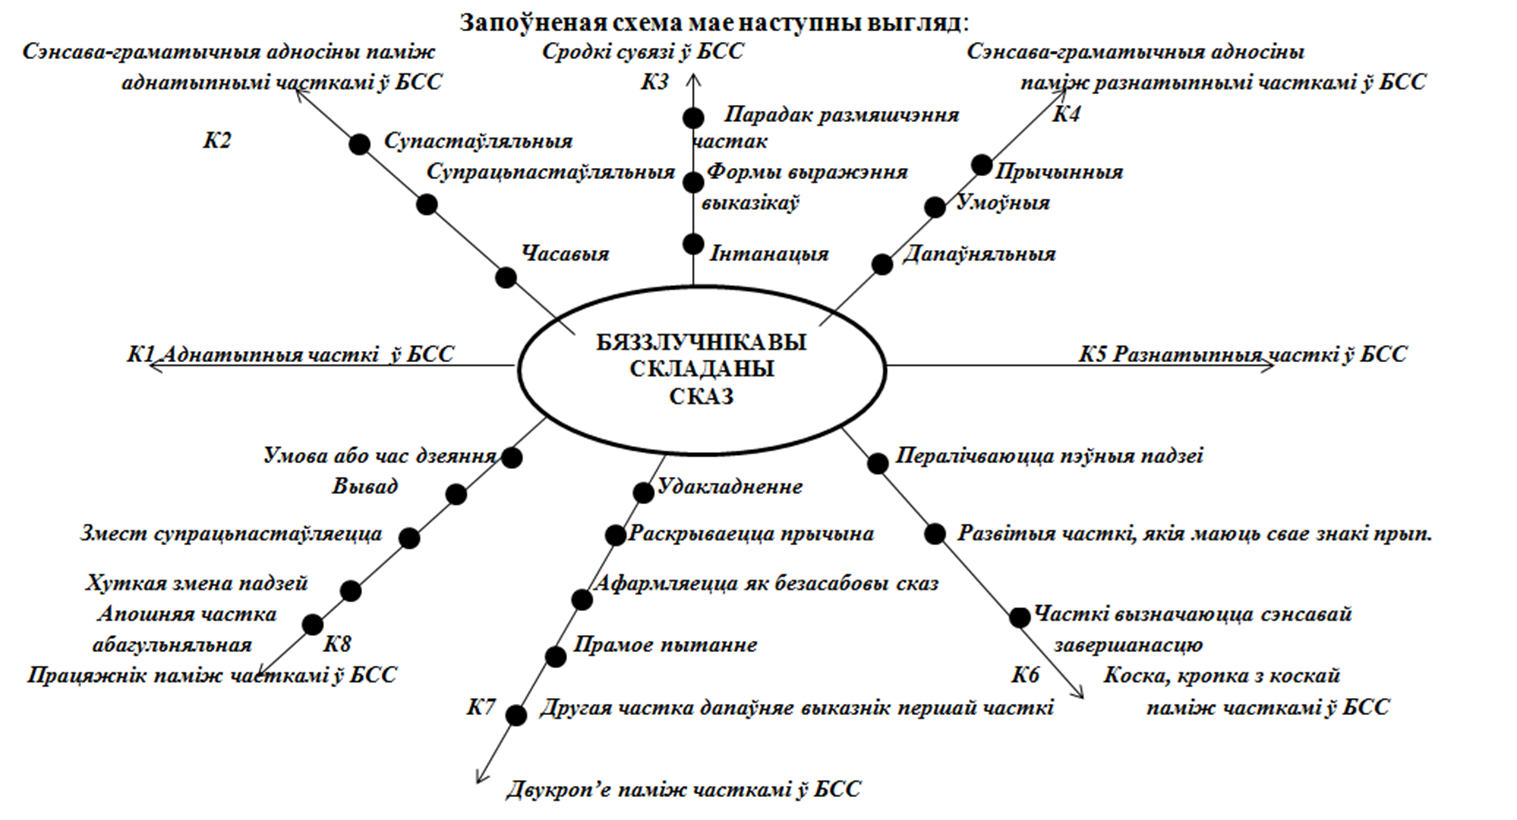 Запоўненая схема мае наступны выгляд:
Сэнсава-граматычныя адносіны паміж
аднатыпнымі часткамі ў БСС
К2
Супастаўляльныя
Супрацьпастаўляльныя
Часавыя
Сродкі сувязі ў БСС
К3
Парадак размяшчэння
частак
Формы выражэння
выказікаў
Інтанацыя
Сэнсава-граматычныя адносіны
паміж разнатыпнымі часткамі ў БСС
К4
Прычынныя
Умоўныя
Дапаўняльныя
К1 Аднатыпныя часткі ў БСС
БЯЗЗЛУЧНІКАВЫ
СКЛАДАНЫ
СКАЗ
К5 Разнатыпныя часткі ў БСС
Умова або час дзеяння
Вывад
Змест супрацьпастаўляецца
Хуткая змена падзей
Апошняя частка
абагульняльная
К8
Працяжнік паміж часткамі ў БСС
Удакладненне
Раскрываецца прычына
Афармляецца як безасабовы сказ
Прамое пытанне
К7
Другая частка дапаўняе выказнік першай часткі
Двукроп’е паміж часткамі ў БСС
Пералічваюцца пэўныя падзеі
Развітыя часткі, якія маюць свае знакі прып.
Часткі вызначаюцца сэнсавай
завершанасцю
К6
Коска, кропка з коскай
паміж часткамі ў БСС